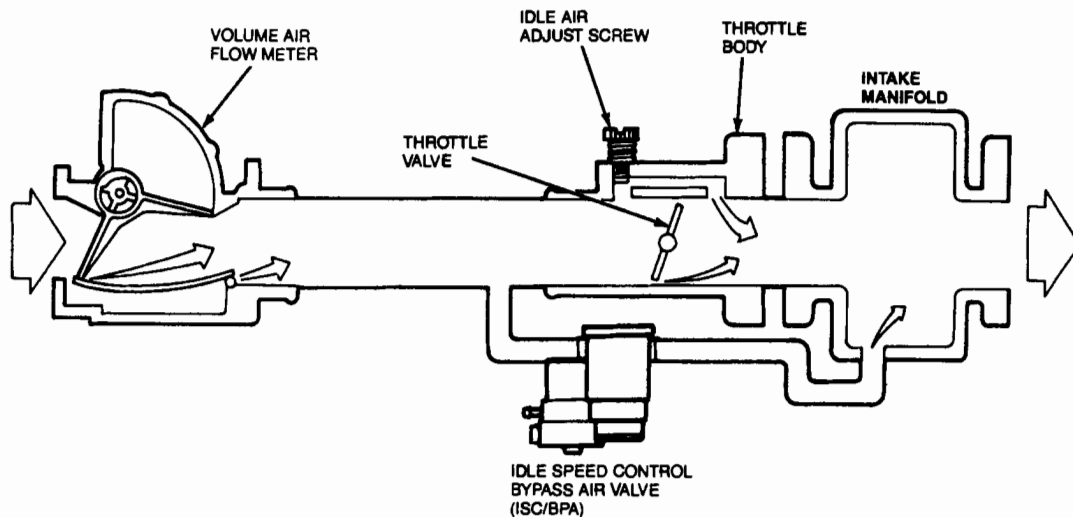 VOLUME AIR
FLOW METER
IDLE AIR
ADJUST SCREW
THROTTLE
BODY
INTAKE
MANIFOLD
THROTTLE
VALVE
IDLE SPEED CONTROL
BYPASS AIR VALVE
(ISC/BPA)